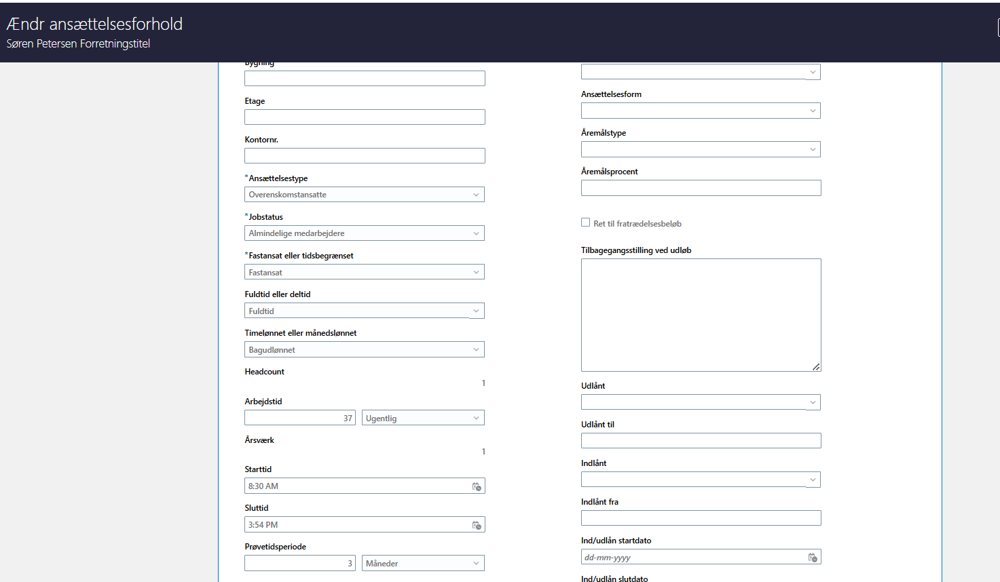 Ændr ansættelsesforhold
Søren Petersen Forretningstitel
Bygning
Etage
Kontornr.
*Ansættelsestype
Overenskomstansatte
*Jobstatus
Almindelige medarbejdere
*Fastansat eller tidsbegrænset
Fastansat
Fuldtid eller deltid
Fuldtid
Timelønnet eller månedslønnet
Bagudlønnet
Headcount
1
Arbejdstid
37 Ugentlig
Årsværk
1
Starttid
8:30 AM
Sluttid
3:54 PM
Prøvetidsperiode
3 Måneder
Ansættelsesform
Åremålstype
Åremålsprocent
Ret til fratrædelsesbeløb
Tilbagegangsstilling ved udløb
Udlånt
Udlånt til
Indlånt
Indlånt fra
Ind/udlån startdato
dd-mm-yyyy
Ind/udlån slutdato